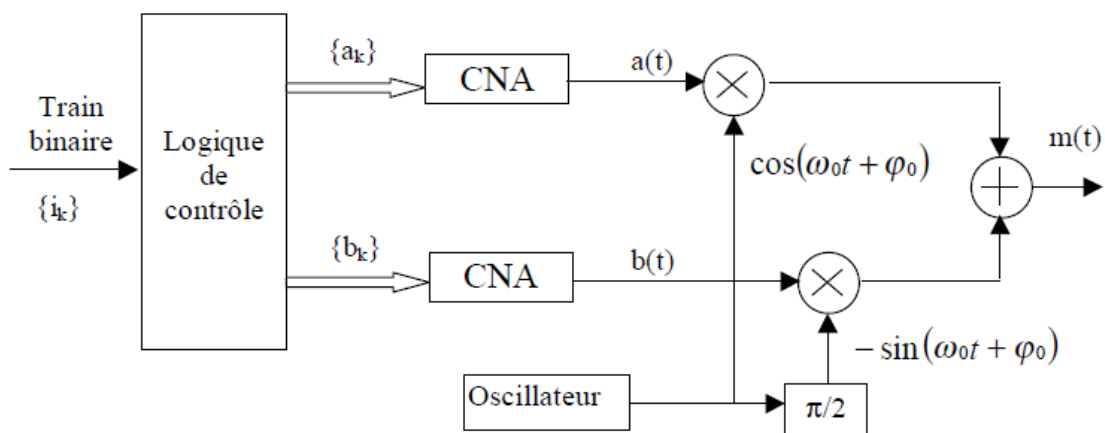 Train
binaire
{iₖ}
Logique
de
contrôle
{aₖ}
CNA
a(t)
cos(ω₀t + φ₀)
m(t)
{bₖ}
CNA
b(t)
− sin(ω₀t + φ₀)
Oscillateur
π/2